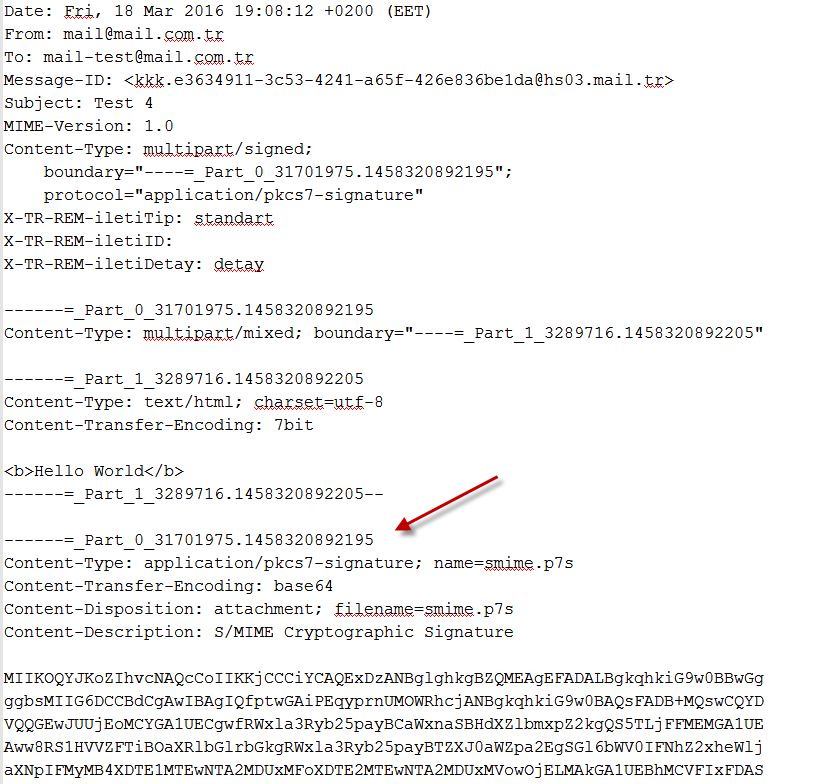 Date: Fri, 18 Mar 2016 19:08:12 +0200 (EET)
From: mail@mail.com.tr
To: mail-test@mail.com.tr
Message-ID: <kkk.e3634911-3c53-4241-a65f-426e836be1da@hs03.mail.tr>
Subject: Test 4
MIME-Version: 1.0
Content-Type: multipart/signed;
    boundary="----=_Part_0_31701975.1458320892195";
    protocol="application/pkcs7-signature"
X-TR-REM-iletiTip: standart
X-TR-REM-iletiID:
X-TR-REM-iletiDetay: detay

------=_Part_0_31701975.1458320892195
Content-Type: multipart/mixed; boundary="----=_Part_1_3289716.1458320892205"

------=_Part_1_3289716.1458320892205
Content-Type: text/html; charset=utf-8
Content-Transfer-Encoding: 7bit

<b>Hello World</b>
------=_Part_1_3289716.1458320892205--

------=_Part_0_31701975.1458320892195
Content-Type: application/pkcs7-signature; name=smime.p7s
Content-Transfer-Encoding: base64
Content-Disposition: attachment; filename=smime.p7s
Content-Description: S/MIME Cryptographic Signature

MIIKOQYJKoZIhvcNAQcCoIIKKjCCCiYCAQExDzANBglghkgBZQMEAgEFADALBgkqhkiG9w0BBwGg
ggbsMIIG6DCCBdCgAwIBAgIQfptwGAiPEqyprnUMOWRhcjANBgkqhkiG9w0BAQsFADB+MQswCQYD
VQQGEwJUUjEoMCYGA1UECgwfRWxla3Ryb25payBCaWxnaSBHdXZlbmxpZ2kgQS5TLjFFMEMGA1UE
Aww8RS1HVVZFTiBOaXRlbGlrbGkgRWxla3Ryb25payBTZXJ0aWZpa2EgSGl6bWV0IFNhZ2xheWlj
aXNpIFMyMB4XDTE1MTEwNTA2MDUxMFoXDTE2MTEwNTA2MDUxMVowOjELMAkGA1UEBhMCVFIxFDAS